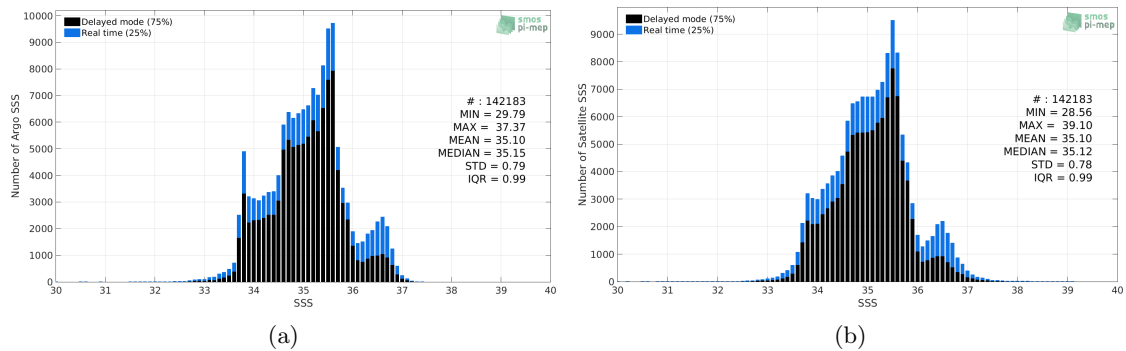 Delayed mode (75%)
Real time (25%)
smos
pi-mep
Number of Argo SSS
10000
9000
8000
7000
6000
5000
4000
3000
2000
1000
0
# : 142183
MIN = 29.79
MAX = 37.37
MEAN = 35.10
MEDIAN = 35.15
STD = 0.79
IQR = 0.99
30 31 32 33 34 35 36 37 38 39 40
SSS
(a)
Delayed mode (75%)
Real time (25%)
smos
pi-mep
Number of Satellite SSS
9000
8000
7000
6000
5000
4000
3000
2000
1000
0
# : 142183
MIN = 28.56
MAX = 39.10
MEAN = 35.10
MEDIAN = 35.12
STD = 0.78
IQR = 0.99
30 31 32 33 34 35 36 37 38 39 40
SSS
(b)